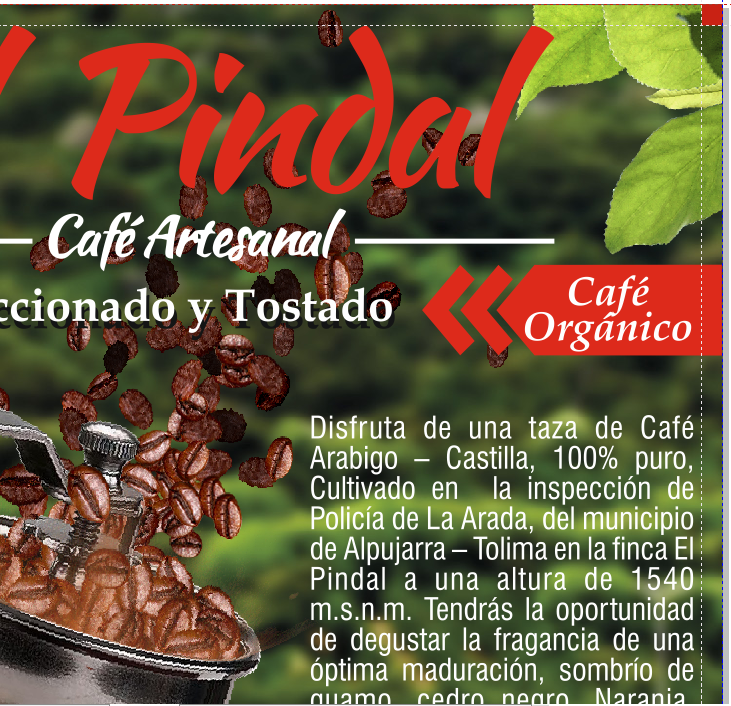 Pindal
Café Artesanal
ccionado y Tostado
Café
Orgánico
Disfruta de una taza de Café
Arabigo – Castilla, 100% puro,
Cultivado en la inspección de
Policía de La Arada, del municipio
de Alpujarra – Tolima en la finca El
Pindal a una altura de 1540
m.s.n.m. Tendrás la oportunidad
de degustar la fragancia de una
óptima maduración, sombrío de
guamo, cedro negro, Naranja,